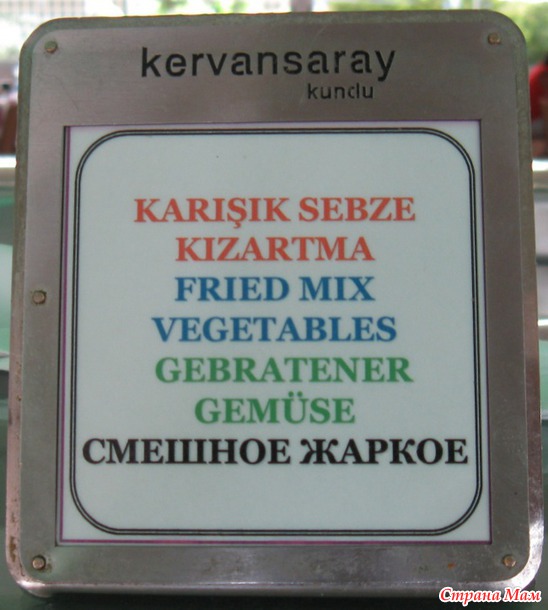 kervansaray
kundu
KARIŞIK SEBZE
KIZARTMA
FRIED MIX
VEGETABLES
GEBRATENER
GEMÜSE
СМЕШНОЕ ЖАРКОЕ
Страна Мам